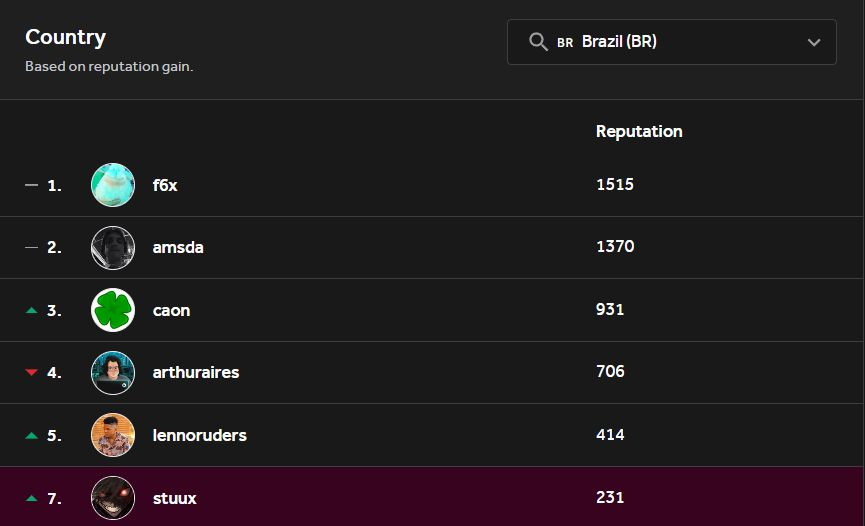 Country
Based on reputation gain.
BR Brazil (BR)
Reputation
1. f6x 1515
2. amsda 1370
3. caon 931
4. arthuraires 706
5. lennoruders 414
7. stuux 231